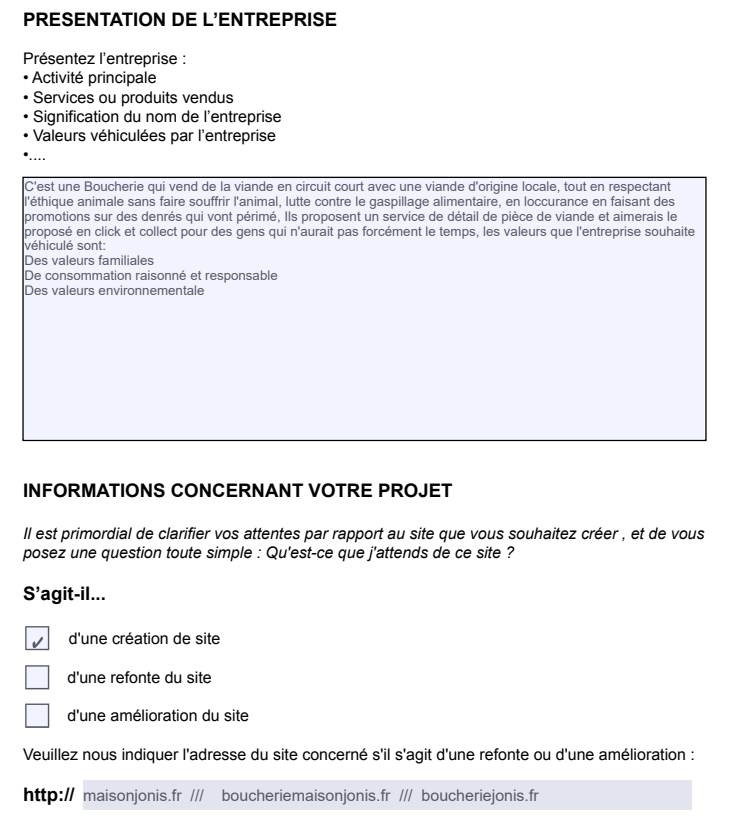 PRESENTATION DE L'ENTREPRISE
Présentez l'entreprise :
• Activité principale
• Services ou produits vendus
• Signification du nom de l'entreprise
• Valeurs véhiculées par l'entreprise
•....
C'est une Boucherie qui vend de la viande en circuit court avec une viande d'origine locale, tout en respectant
l'éthique animale sans faire souffrir l'animal, lutte contre le gaspillage alimentaire, en loccurance en faisant des
promotions sur des denrés qui vont périmé, Ils proposent un service de détail de pièce de viande et aimerais le
proposé en click et collect pour des gens qui n'aurait pas forcément le temps, les valeurs que l'entreprise souhaite
véhiculé sont:
Des valeurs familiales
De consommation raisonné et responsable
Des valeurs environnementale
INFORMATIONS CONCERNANT VOTRE PROJET
Il est primordial de clarifier vos attentes par rapport au site que vous souhaitez créer , et de vous
posez une question toute simple : Qu'est-ce que j'attends de ce site ?
S'agit-il...
d'une création de site
d'une refonte du site
d'une amélioration du site
Veuillez nous indiquer l'adresse du site concerné s'il s'agit d'une refonte ou d'une amélioration :
http:// maisonjonis.fr /// boucheriemaisonjonis.fr /// boucheriejonis.fr